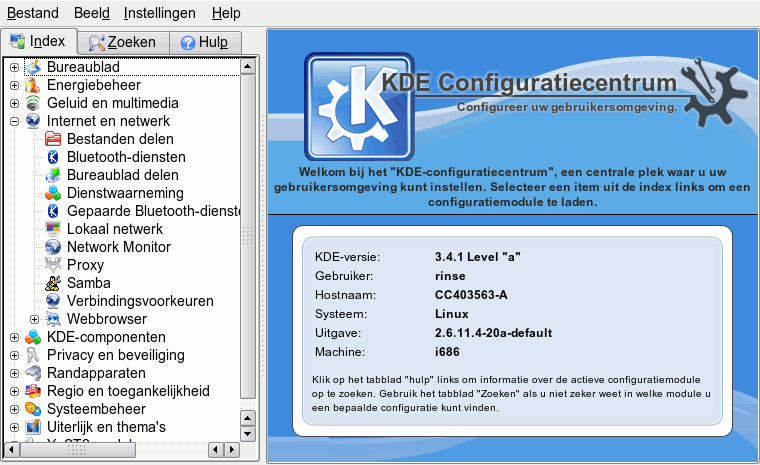 Bestand Beeld Instellingen Help
Index Zoeken Hulp
Bureaublad
Energiebeheer
Geluid en multimedia
Internet en netwerk
Bestanden delen
Bluetooth-diensten
Bureaublad delen
Dienstwaarneming
Gepaarde Bluetooth-dienste
Lokaal netwerk
Network Monitor
Proxy
Samba
Verbindingsvoorkeuren
Webbrowser
KDE-componenten
Privacy en beveiliging
Randapparaten
Regio en toegankelijkheid
Systeembeheer
Uiterlijk en thema's
KDE Configuratiecentrum
Configureer uw gebruikersomgeving.
Welkom bij het "KDE-configuratiecentrum", een centrale plek waar u uw
gebruikersomgeving kunt instellen. Selecteer een item uit de index links om een
configuratiemodule te laden.
KDE-versie: 3.4.1 Level "a"
Gebruiker: rinse
Hostnaam: CC403563-A
Systeem: Linux
Uitgave: 2.6.11.4-20a-default
Machine: i686
Klik op het tabblad "hulp" links om informatie over de actieve configuratiemodule
op te zoeken. Gebruik het tabblad "Zoeken" als u niet zeker weet in welke module u
een bepaalde configuratie kunt vinden.